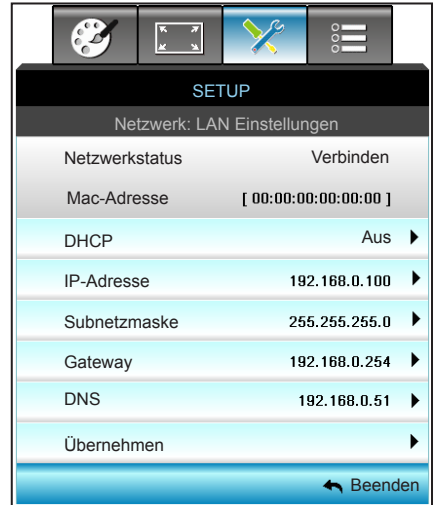 SETUP
Netzwerk: LAN Einstellungen
Netzwerkstatus Verbinden
Mac-Adresse [ 00:00:00:00:00:00 ]
DHCP Aus
IP-Adresse 192.168.0.100
Subnetzmaske 255.255.255.0
Gateway 192.168.0.254
DNS 192.168.0.51
Übernehmen
Beenden